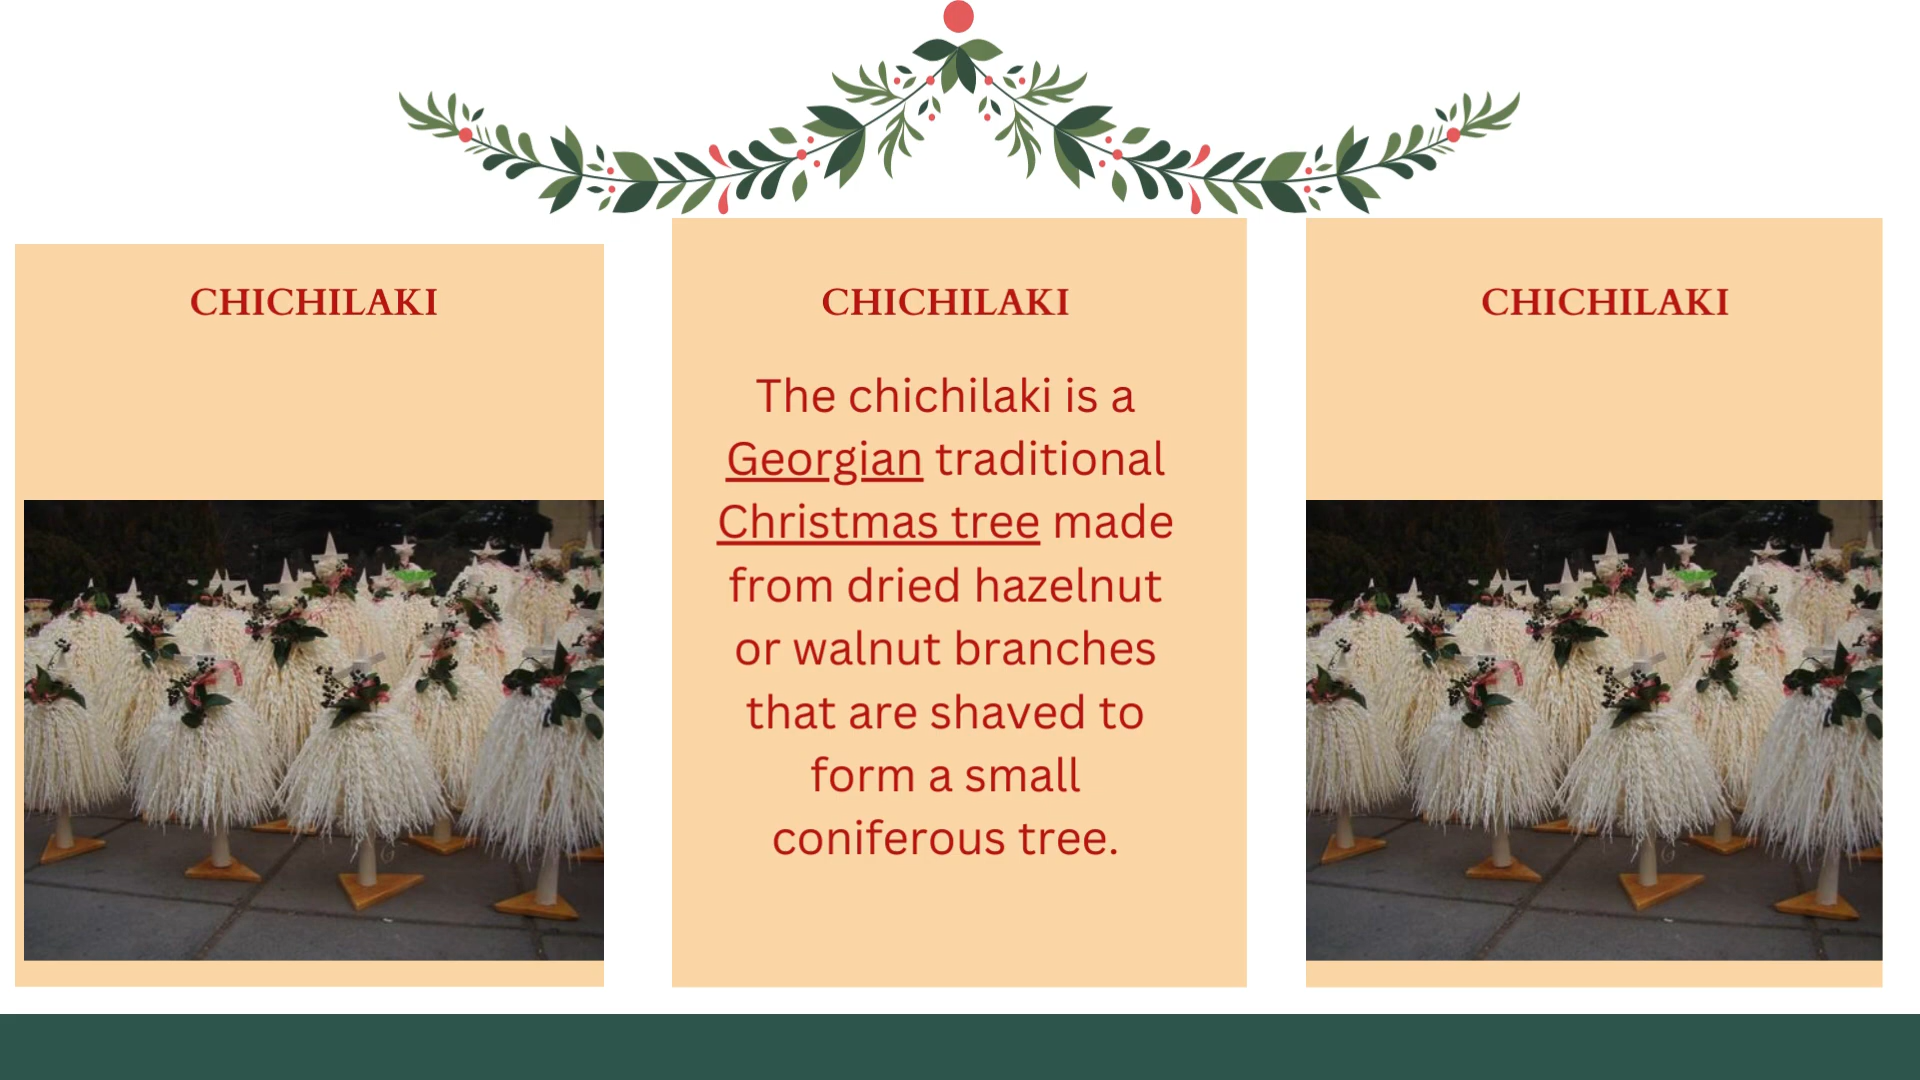 CHICHILAKI
CHICHILAKI
The chichilaki is a
Georgian traditional
Christmas tree made
from dried hazelnut
or walnut branches
that are shaved to
form a small
coniferous tree.
CHICHILAKI